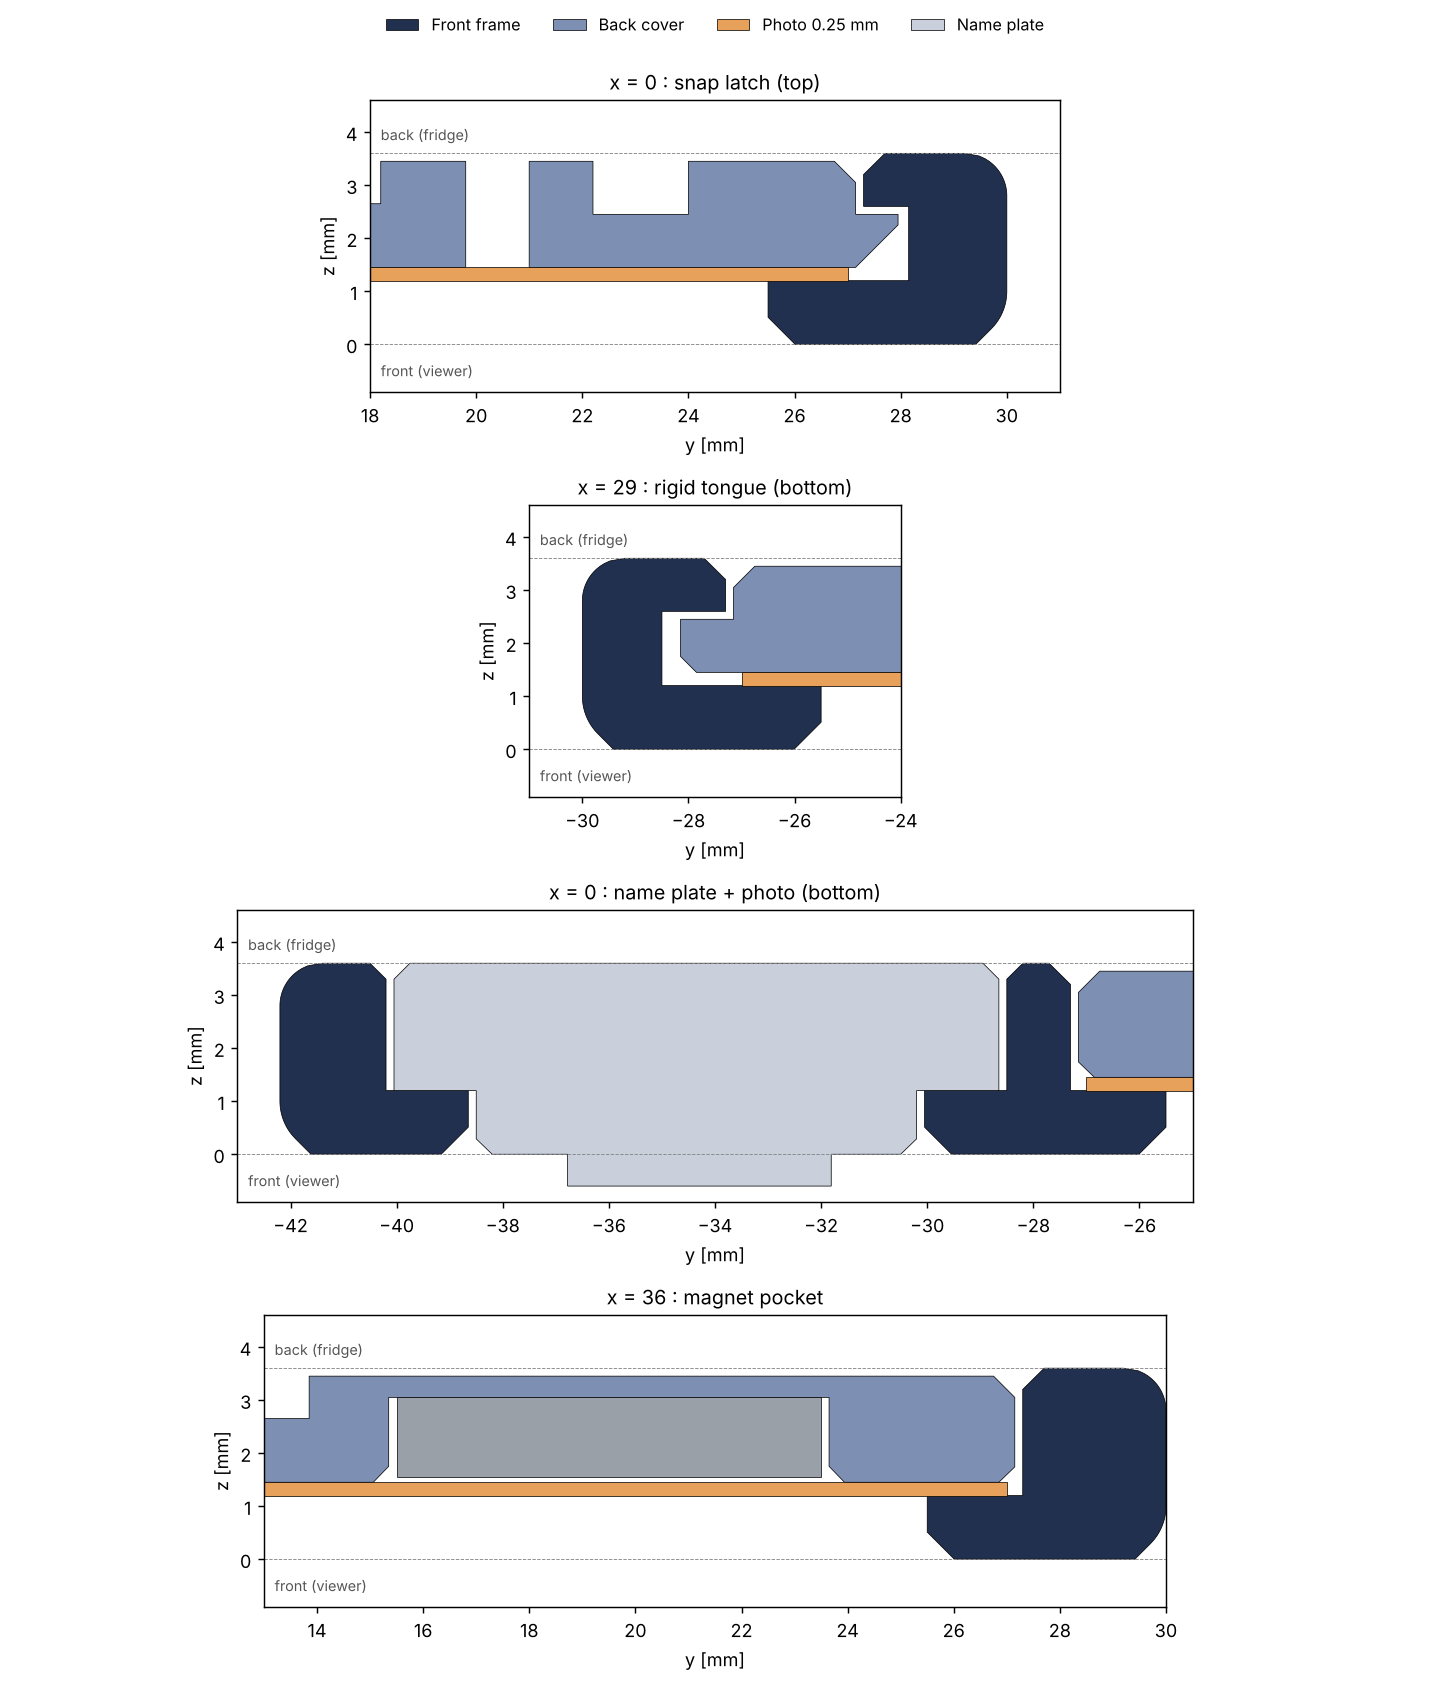 Front frame Back cover Photo 0.25 mm Name plate
x = 0 : snap latch (top)
back (fridge)
4
3
2
1
0
z [mm]
front (viewer)
18 20 22 24 26 28 30
y [mm]
x = 29 : rigid tongue (bottom)
back (fridge)
4
3
2
1
0
z [mm]
front (viewer)
−30 −28 −26 −24
y [mm]
x = 0 : name plate + photo (bottom)
back (fridge)
4
3
2
1
0
z [mm]
front (viewer)
−42 −40 −38 −36 −34 −32 −30 −28 −26
y [mm]
x = 36 : magnet pocket
back (fridge)
4
3
2
1
0
z [mm]
front (viewer)
14 16 18 20 22 24 26 28 30
y [mm]